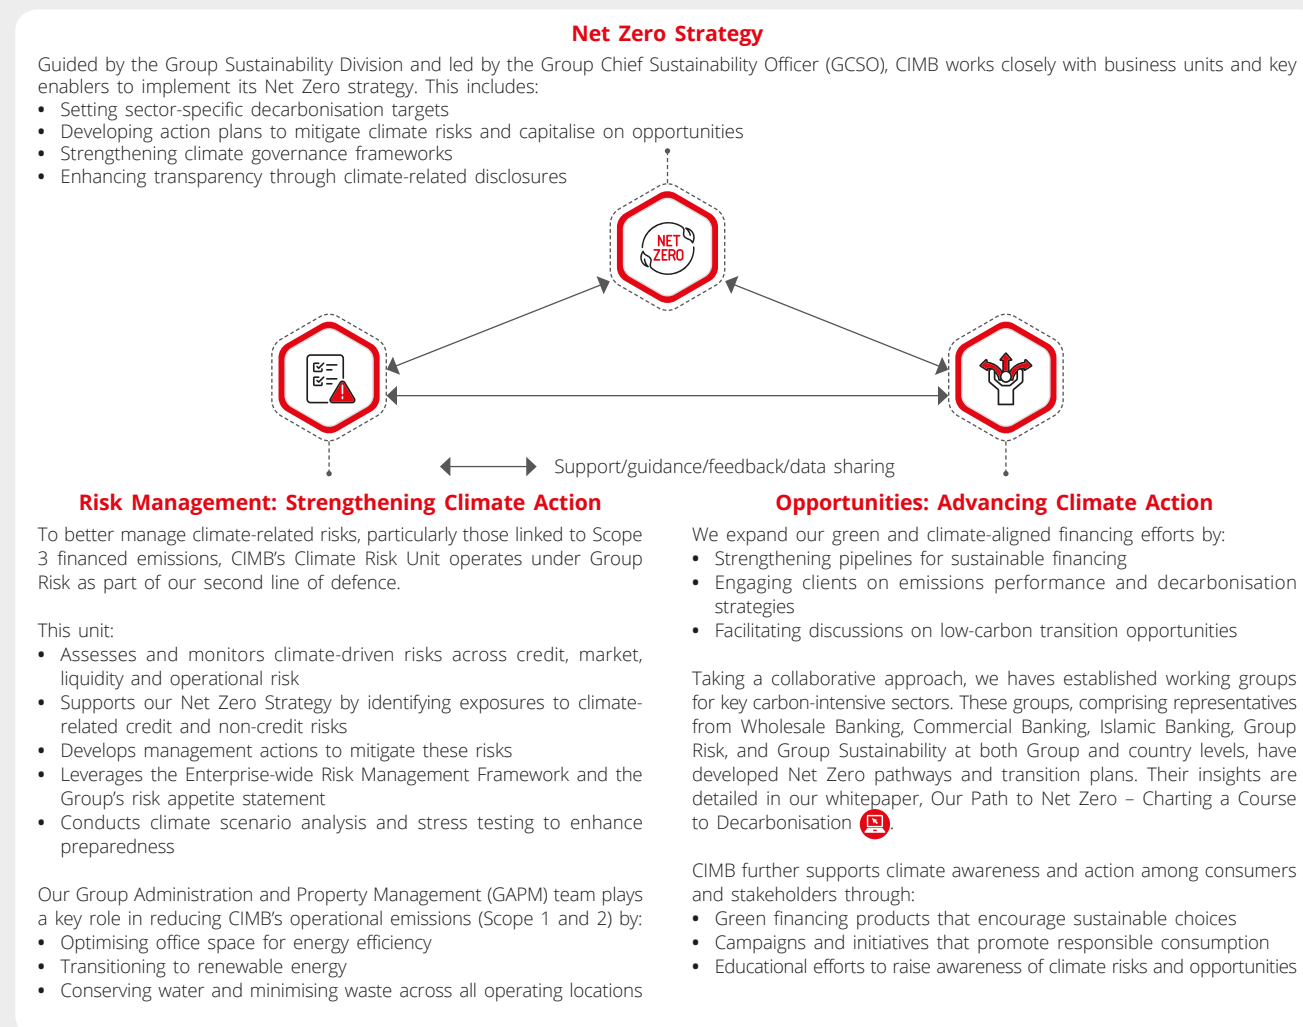 Net Zero Strategy
Guided by the Group Sustainability Division and led by the Group Chief Sustainability Officer (GCSO), CIMB works closely with business units and key
enablers to implement its Net Zero strategy. This includes:
• Setting sector-specific decarbonisation targets
• Developing action plans to mitigate climate risks and capitalise on opportunities
• Strengthening climate governance frameworks
• Enhancing transparency through climate-related disclosures
NET
ZERO
Support/guidance/feedback/data sharing
Risk Management: Strengthening Climate Action
To better manage climate-related risks, particularly those linked to Scope
3 financed emissions, CIMB's Climate Risk Unit operates under Group
Risk as part of our second line of defence.
This unit:
• Assesses and monitors climate-driven risks across credit, market,
liquidity and operational risk
• Supports our Net Zero Strategy by identifying exposures to climate-
related credit and non-credit risks
• Develops management actions to mitigate these risks
• Leverages the Enterprise-wide Risk Management Framework and the
Group's risk appetite statement
• Conducts climate scenario analysis and stress testing to enhance
preparedness
Our Group Administration and Property Management (GAPM) team plays
a key role in reducing CIMB's operational emissions (Scope 1 and 2) by:
• Optimising office space for energy efficiency
• Transitioning to renewable energy
• Conserving water and minimising waste across all operating locations
Opportunities: Advancing Climate Action
We expand our green and climate-aligned financing efforts by:
• Strengthening pipelines for sustainable financing
• Engaging clients on emissions performance and decarbonisation
strategies
• Facilitating discussions on low-carbon transition opportunities
Taking a collaborative approach, we haves established working groups
for key carbon-intensive sectors. These groups, comprising representatives
from Wholesale Banking, Commercial Banking, Islamic Banking, Group
Risk, and Group Sustainability at both Group and country levels, have
developed Net Zero pathways and transition plans. Their insights are
detailed in our whitepaper, Our Path to Net Zero – Charting a Course
to Decarbonisation .
CIMB further supports climate awareness and action among consumers
and stakeholders through:
• Green financing products that encourage sustainable choices
• Campaigns and initiatives that promote responsible consumption
• Educational efforts to raise awareness of climate risks and opportunities